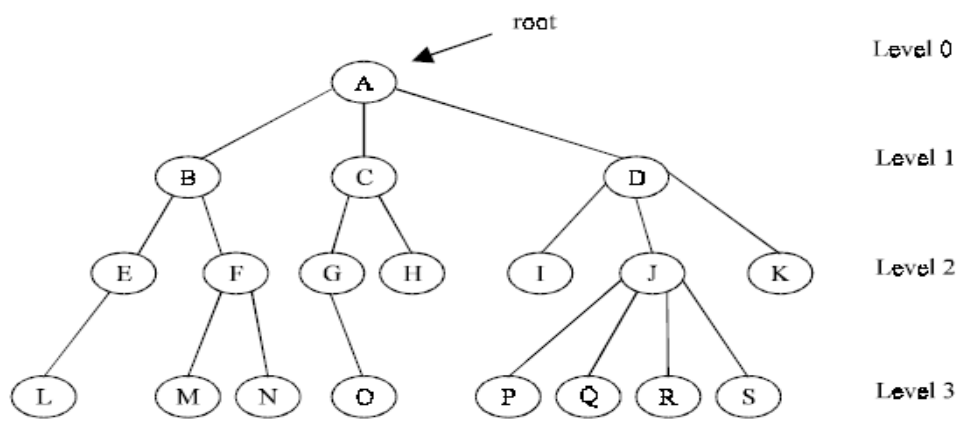 root
Level 0
A
Level 1
B C D
Level 2
E F G H I J K
Level 3
L M N O P Q R S